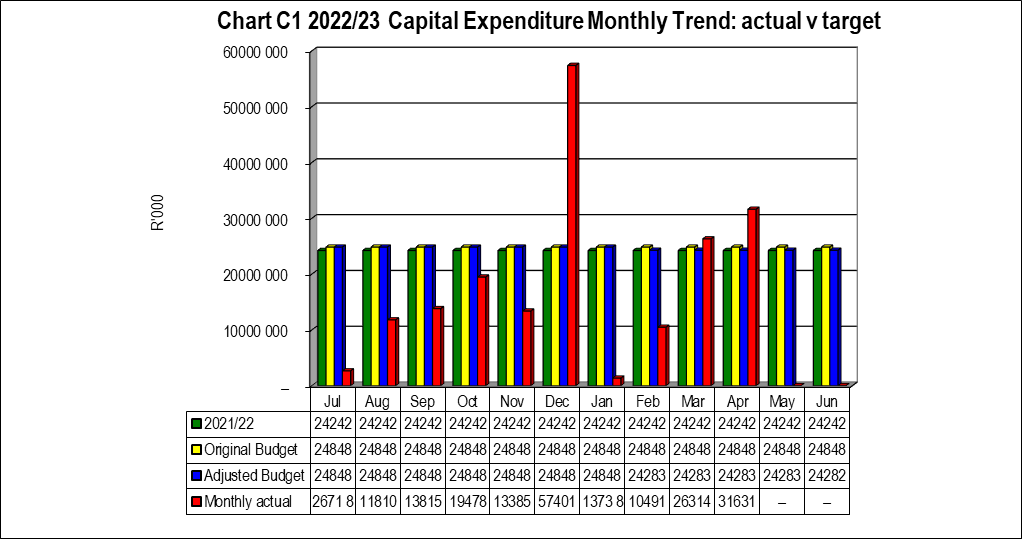 Chart C1 2022/23 Capital Expenditure Monthly Trend: actual v target
60000 000
50000 000
40000 000
30000 000
20000 000
10000 000
–
R'000
Jul Aug Sep Oct Nov Dec Jan Feb Mar Apr May Jun
2021/22 24242 24242 24242 24242 24242 24242 24242 24242 24242 24242 24242 24242
Original Budget 24848 24848 24848 24848 24848 24848 24848 24848 24848 24848 24848 24848
Adjusted Budget 24848 24848 24848 24848 24848 24848 24848 24283 24283 24283 24283 24282
Monthly actual 2671 8 11810 13815 19478 13385 57401 1373 8 10491 26314 31631 – –